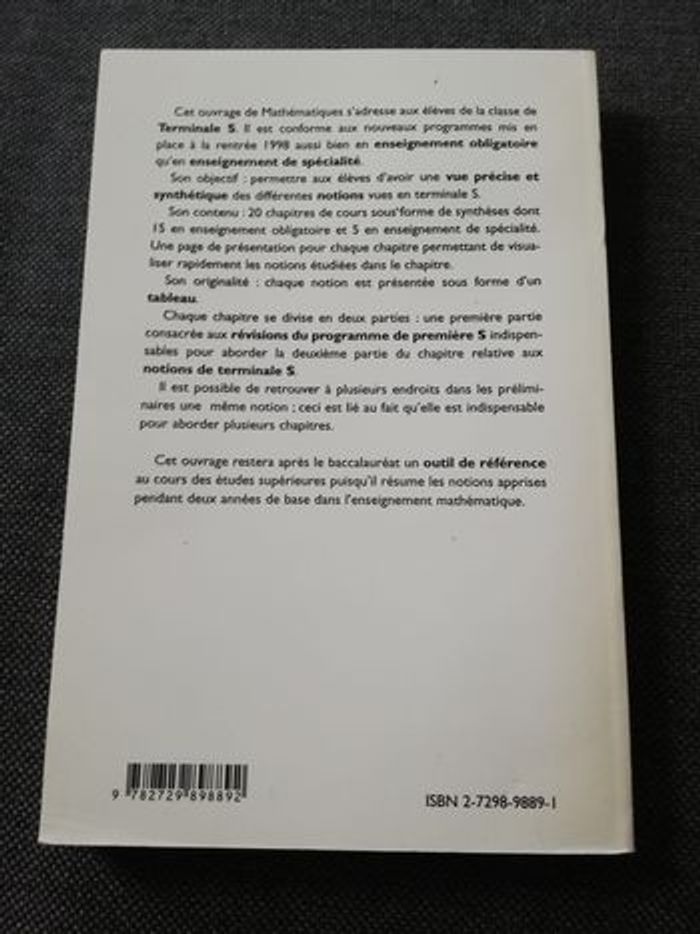 Cet ouvrage de Mathématiques s'adresse aux élèves de la classe de
Terminale S. Il est conforme aux nouveaux programmes mis en
place à la rentrée 1998 aussi bien en enseignement obligatoire
qu'en enseignement de spécialité.
Son objectif : permettre aux élèves d'avoir une vue précise et
synthétique des différentes notions vues en terminale S.
Son contenu : 20 chapitres de cours sous forme de synthèses dont
15 en enseignement obligatoire et 5 en enseignement de spécialité.
Une page de présentation pour chaque chapitre permettant de visua-
liser rapidement les notions étudiées dans le chapitre.
Son originalité : chaque notion est présentée sous forme d'un
tableau.
Chaque chapitre se divise en deux parties : une première partie
consacrée aux révisions du programme de première S indispen-
sables pour aborder la deuxième partie du chapitre relative aux
notions de terminale S.
Il est possible de retrouver à plusieurs endroits dans les prélimi-
naires une même notion ; ceci est lié au fait qu'elle est indispensable
pour aborder plusieurs chapitres.
Cet ouvrage restera après le baccalauréat un outil de référence
au cours des études supérieures puisqu'il résume les notions apprises
pendant deux années de base dans l'enseignement mathématique.
9 782729 898892
ISBN 2-7298-9889-1